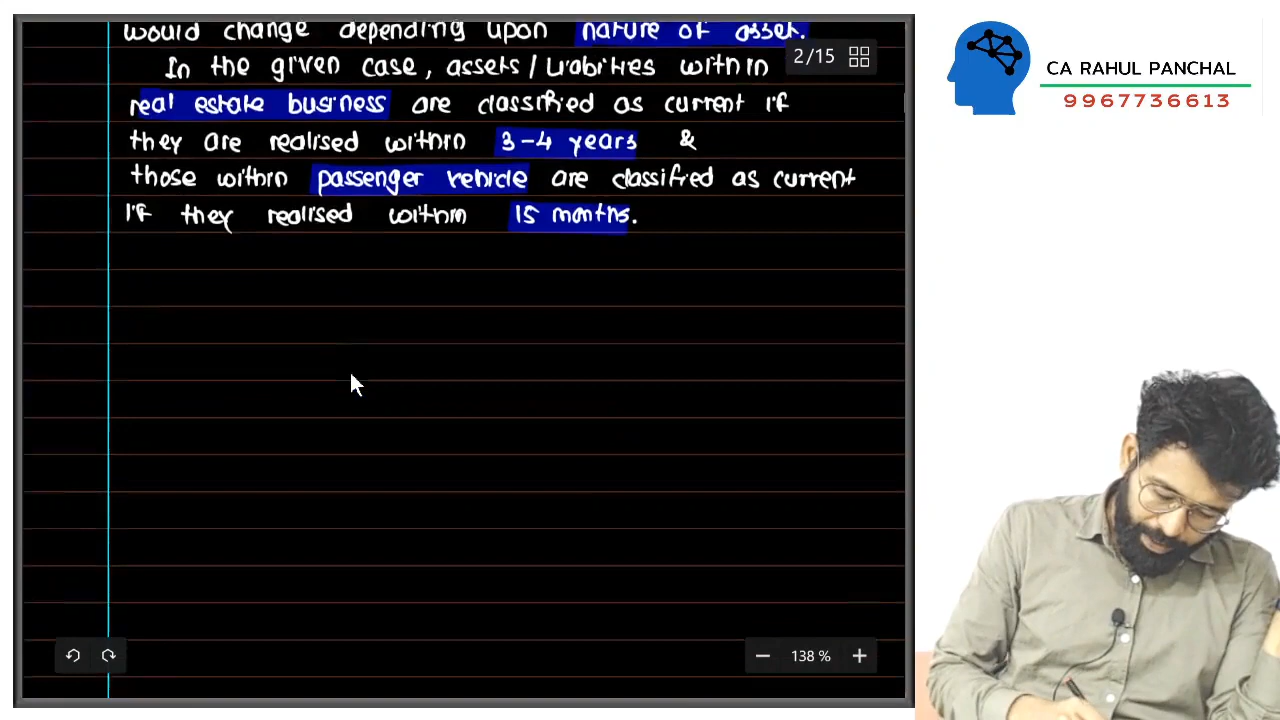 would change depending upon nature of asset.
In the given case, assets / Liabilities within
real estate business are classified as current if
they are realised within 3-4 years &
those within passenger vehicle are classified as current
if they realised within 15 months.
2/15
138 %
CA RAHUL PANCHAL
9967736613